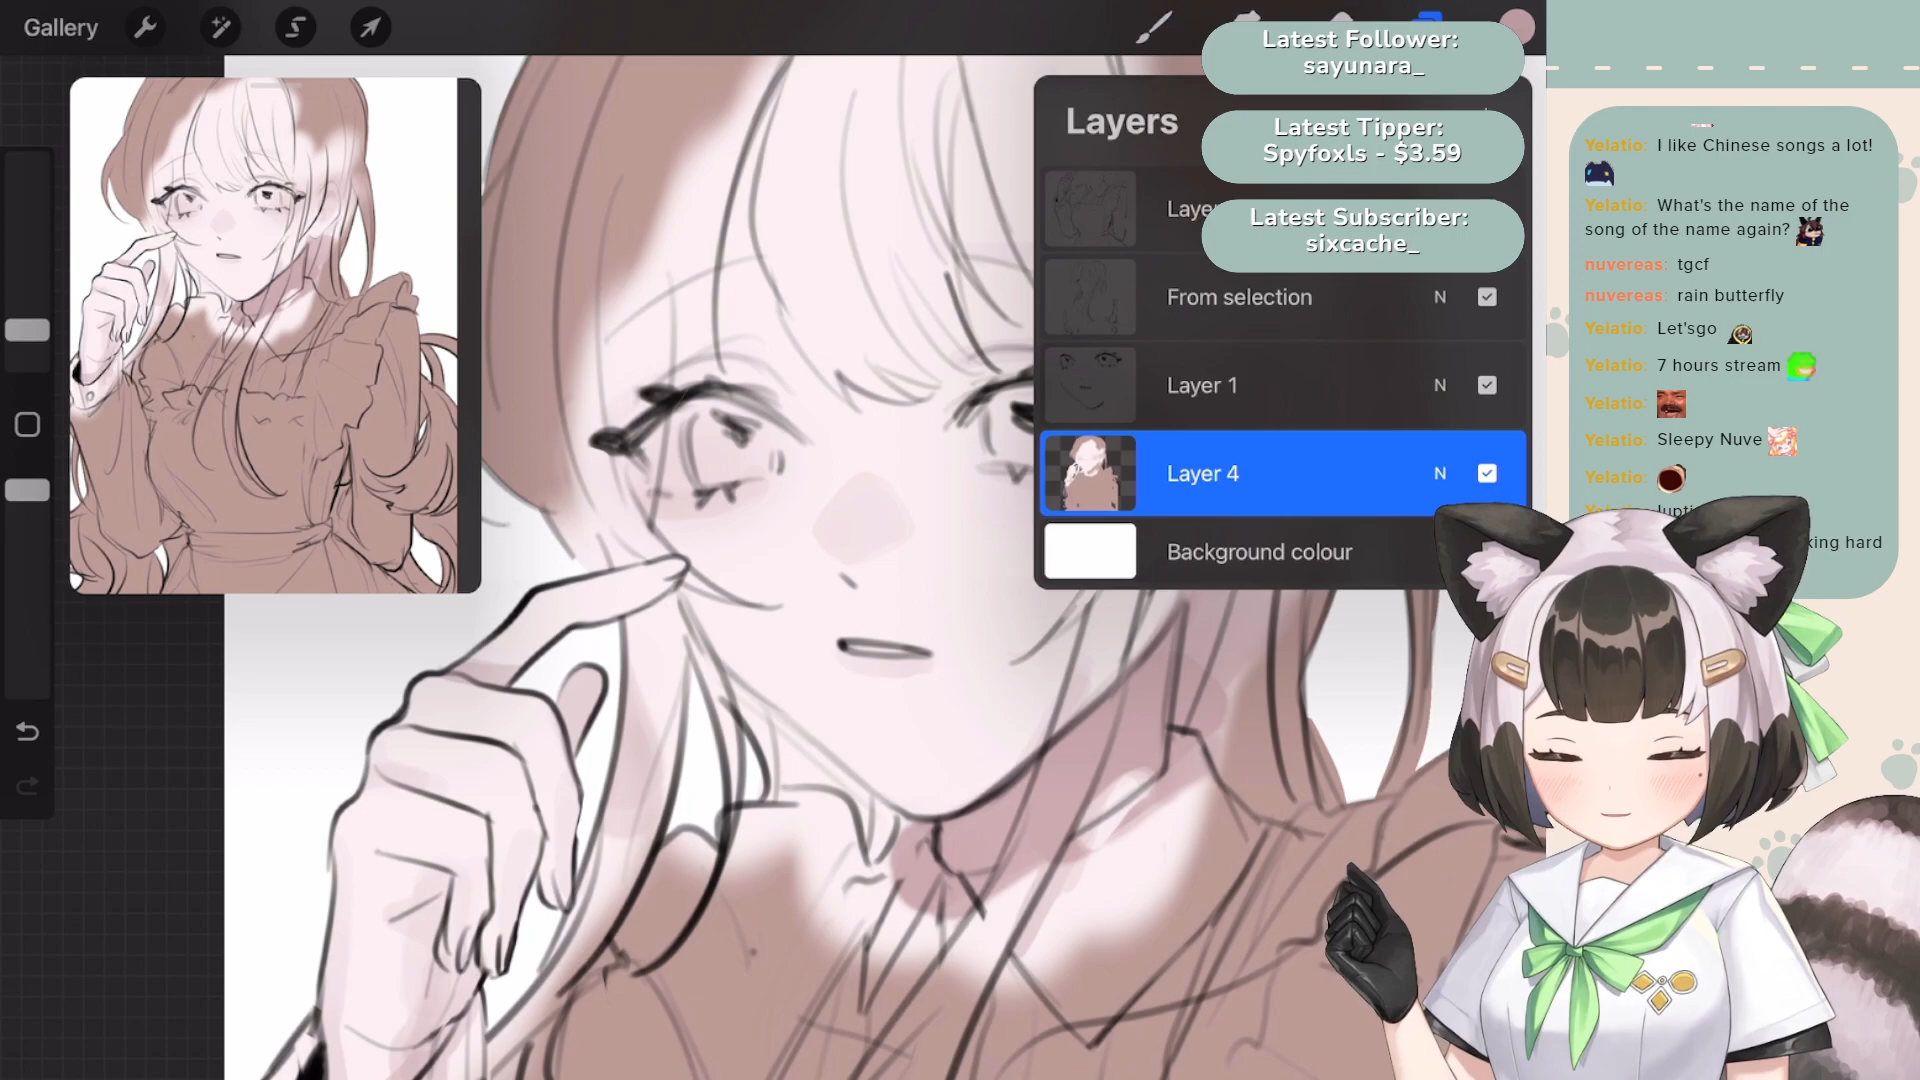 Gallery
Layers
Laye
From selection
N
Layer 1
N
Layer 4
N
Background colour
Latest Follower:
sayunara_
Latest Tipper:
Spyfoxls - $3.59
Latest Subscriber:
sixcache_
Yelatio: I like Chinese songs a lot!
Yelatio: What's the name of the
song of the name again?
nuvereas: tgcf
nuvereas: rain butterfly
Yelatio: Let'sgo
Yelatio: 7 hours stream
Yelatio:
Yelatio: Sleepy Nuve
Yelatio:
king hard